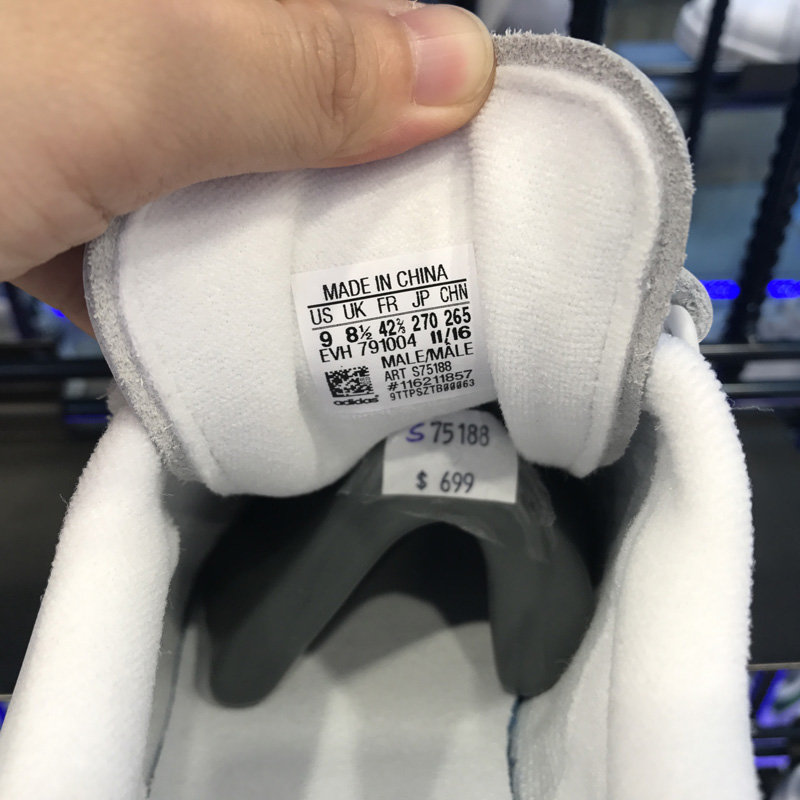 MADE IN CHINA
US UK FR JP CHN
9 8½ 42⅔ 270 265
EVH 791004 11/16
MALE/MÂLE
ART S75188
#116211857
9TTPSZTB00063
adidas
S75188
$ 699